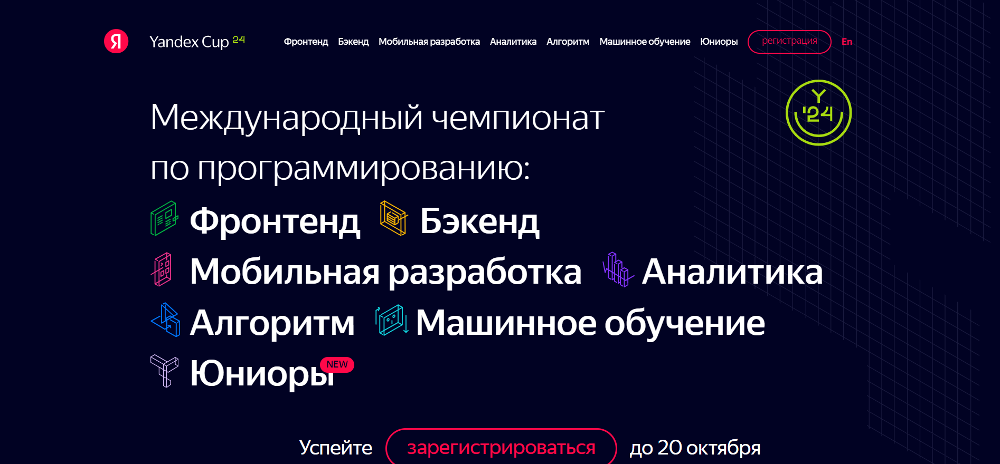 Я Yandex Cup 24 Фронтенд Бэкенд Мобильная разработка Аналитика Алгоритм Машинное обучение Юниоры регистрация En
Y
'24
Международный чемпионат
по программированию:
Фронтенд Бэкенд
Мобильная разработка Аналитика
Алгоритм Машинное обучение
Юниоры NEW
Успейте зарегистрироваться до 20 октября